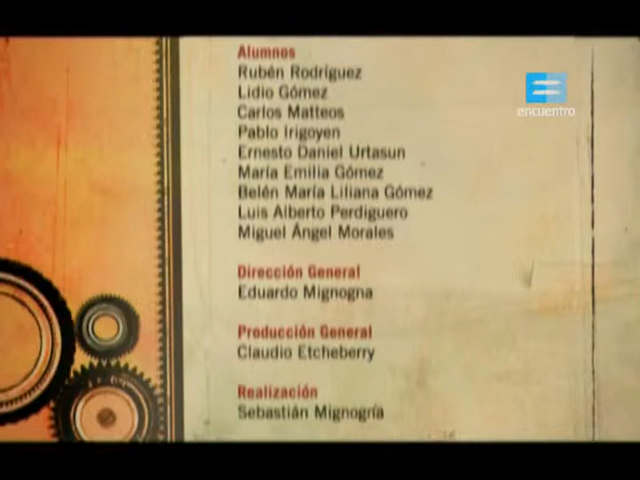 Alumnos
Rubén Rodríguez
Lidio Gómez
Carlos Matteos
Pablo Irigoyen
Ernesto Daniel Urtasun
María Emilia Gómez
Belén María Liliana Gómez
Luis Alberto Perdiguero
Miguel Ángel Morales
Dirección General
Eduardo Mignogna
Producción General
Claudio Etcheberry
Realización
Sebastián Mignogna
encuentro